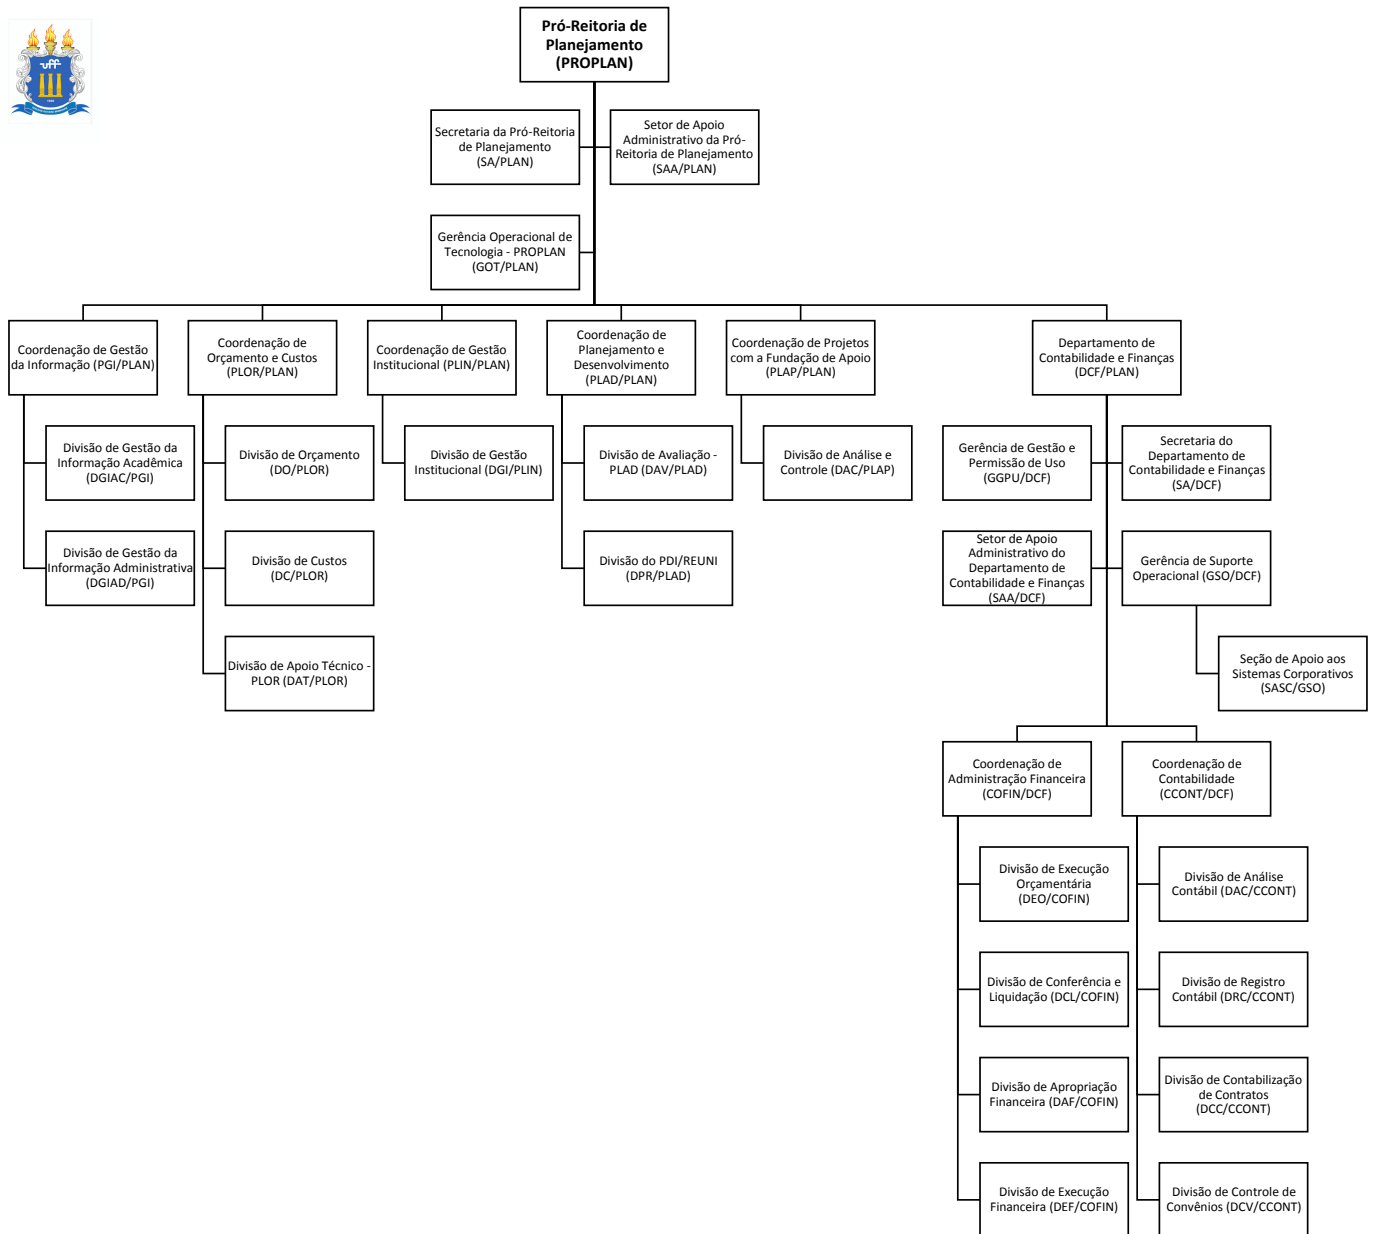 Pró-Reitoria de
Planejamento
(PROPLAN)
uff
Secretaria da Pró-Reitoria
de Planejamento
(SA/PLAN)
Setor de Apoio
Administrativo da Pró-
Reitoria de Planejamento
(SAA/PLAN)
Gerência Operacional de
Tecnologia - PROPLAN
(GOT/PLAN)
Coordenação de Gestão
da Informação (PGI/PLAN)
Coordenação de
Orçamento e Custos
(PLOR/PLAN)
Coordenação de Gestão
Institucional (PLIN/PLAN)
Coordenação de
Planejamento e
Desenvolvimento
(PLAD/PLAN)
Coordenação de Projetos
com a Fundação de Apoio
(PLAP/PLAN)
Departamento de
Contabilidade e Finanças
(DCF/PLAN)
Divisão de Gestão da
Informação Acadêmica
(DGIAC/PGI)
Divisão de Orçamento
(DO/PLOR)
Divisão de Gestão
Institucional (DGI/PLIN)
Divisão de Avaliação -
PLAD (DAV/PLAD)
Divisão de Análise e
Controle (DAC/PLAP)
Gerência de Gestão e
Permissão de Uso
(GGPU/DCF)
Secretaria do
Departamento de
Contabilidade e Finanças
(SA/DCF)
Divisão de Gestão da
Informação Administrativa
(DGIAD/PGI)
Divisão de Custos
(DC/PLOR)
Divisão do PDI/REUNI
(DPR/PLAD)
Setor de Apoio
Administrativo do
Departamento de
Contabilidade e Finanças
(SAA/DCF)
Gerência de Suporte
Operacional (GSO/DCF)
Divisão de Apoio Técnico -
PLOR (DAT/PLOR)
Seção de Apoio aos
Sistemas Corporativos
(SASC/GSO)
Coordenação de
Administração Financeira
(COFIN/DCF)
Coordenação de
Contabilidade
(CCONT/DCF)
Divisão de Execução
Orçamentária
(DEO/COFIN)
Divisão de Análise
Contábil (DAC/CCONT)
Divisão de Conferência e
Liquidação (DCL/COFIN)
Divisão de Registro
Contábil (DRC/CCONT)
Divisão de Apropriação
Financeira (DAF/COFIN)
Divisão de Contabilização
de Contratos
(DCC/CCONT)
Divisão de Execução
Financeira (DEF/COFIN)
Divisão de Controle de
Convênios (DCV/CCONT)